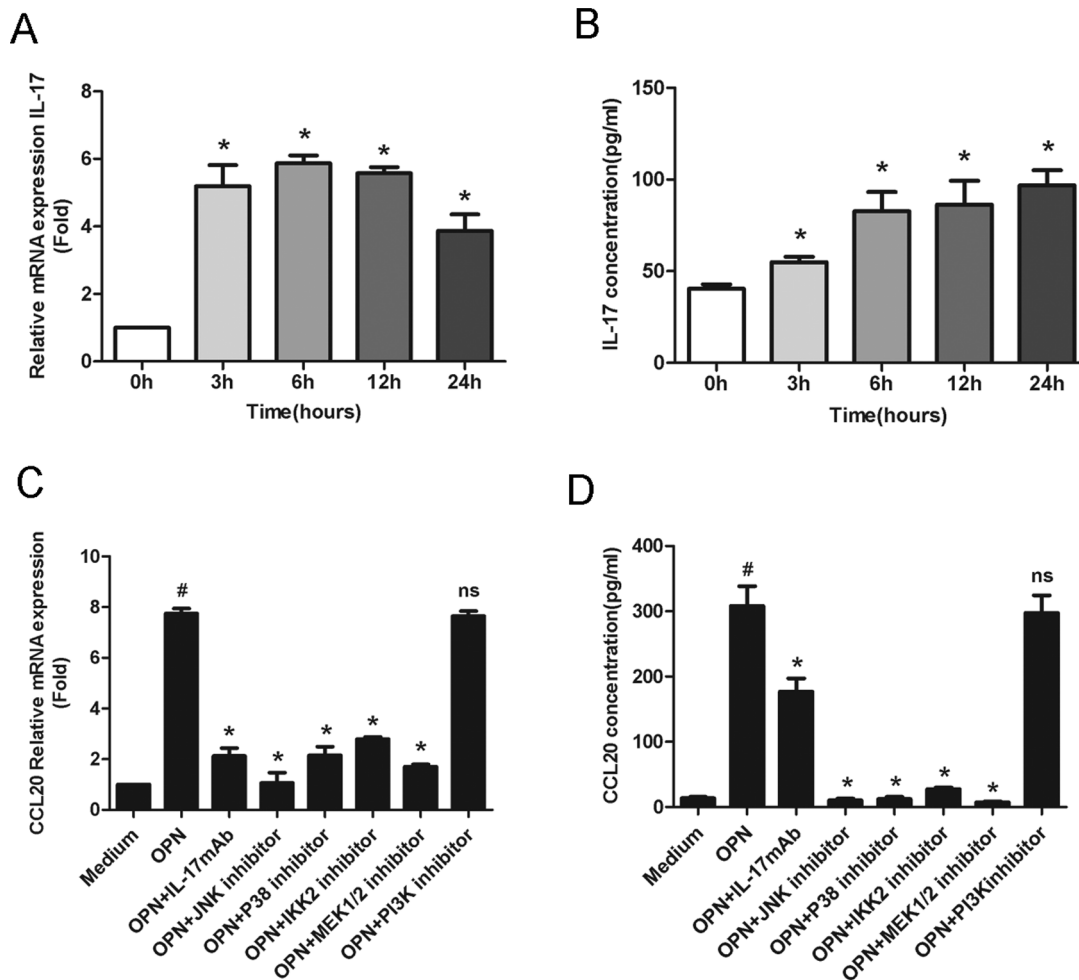 A
Relative mRNA expression IL-17
(Fold)
8
6
4
2
0
*
*
*
*
0h
3h
6h
12h
24h
Time(hours)
B
IL-17 concentration(pg/ml)
150
100
50
0
*
*
*
*
0h
3h
6h
12h
24h
Time(hours)
C
CCL20 Relative mRNA expression
(Fold)
10
8
6
4
2
0
#
*
*
*
*
*
ns
Medium
OPN
OPN+IL-17mAb
OPN+JNK inhibitor
OPN+P38 inhibitor
OPN+IKK2 inhibitor
OPN+MEK1/2 inhibitor
OPN+PI3K inhibitor
D
CCL20 concentration(pg/ml)
400
300
200
100
0
#
*
*
*
*
*
ns
Medium
OPN
OPN+IL-17mAb
OPN+JNK inhibitor
OPN+P38 inhibitor
OPN+IKK2 inhibitor
OPN+MEK1/2 inhibitor
OPN+PI3Kinhibitor